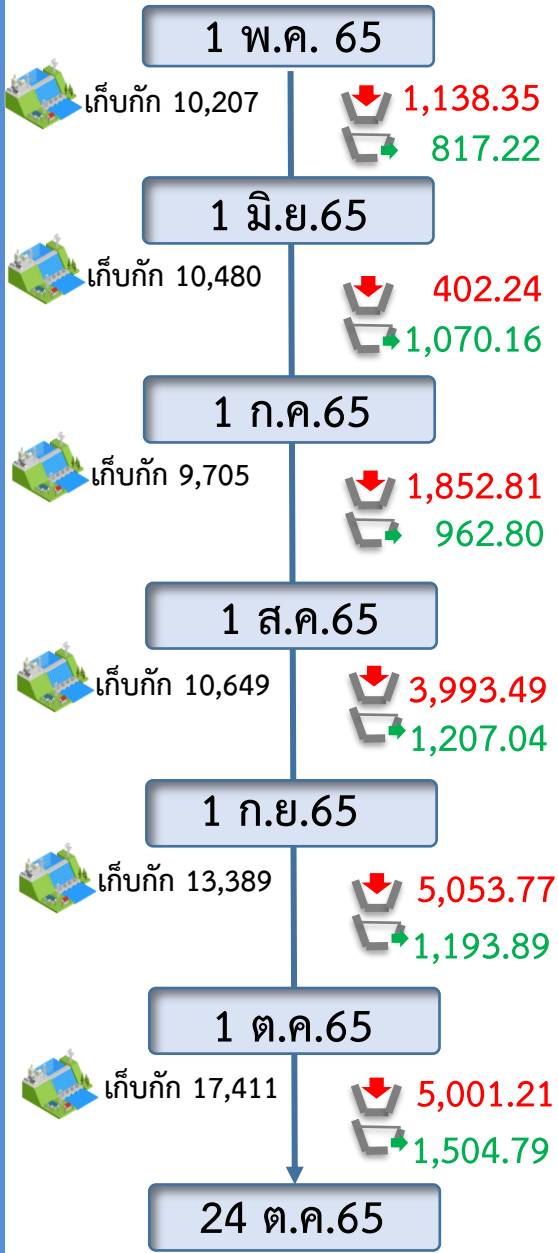 1 พ.ค. 65
เก็บกัก 10,207
1,138.35
817.22
1 มิ.ย.65
เก็บกัก 10,480
402.24
1,070.16
1 ก.ค.65
เก็บกัก 9,705
1,852.81
962.80
1 ส.ค.65
เก็บกัก 10,649
3,993.49
1,207.04
1 ก.ย.65
เก็บกัก 13,389
5,053.77
1,193.89
1 ต.ค.65
เก็บกัก 17,411
5,001.21
1,504.79
24 ต.ค.65